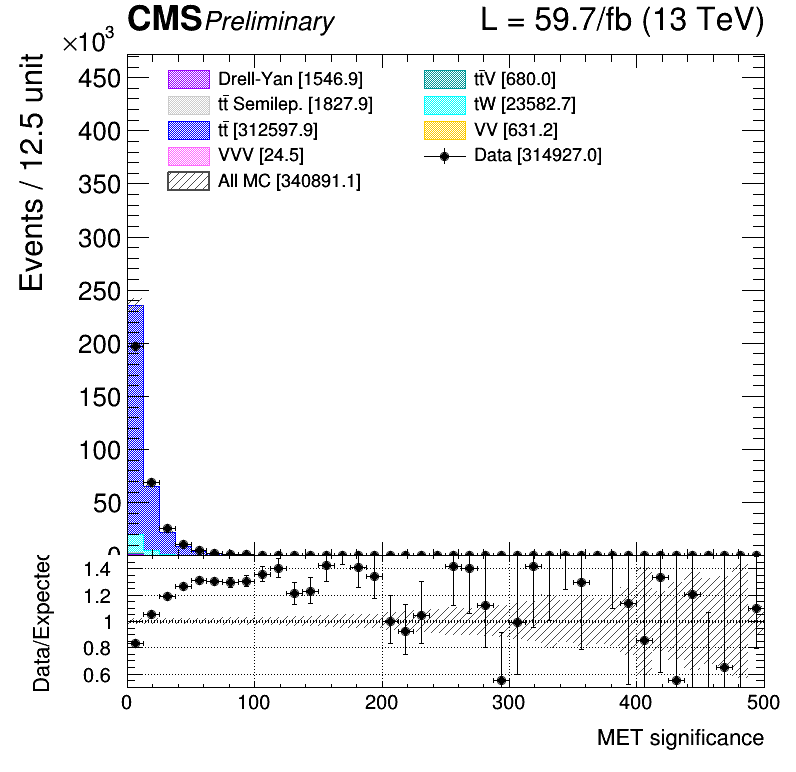 CMS Preliminary L = 59.7/fb (13 TeV)
×10³
Events / 12.5 unit
450
400
350
300
250
200
150
100
50
0
Drell-Yan [1546.9]
tt̄ Semilep. [1827.9]
tt̄ [312597.9]
VVV [24.5]
All MC [340891.1]
tt̄V [680.0]
tW [23582.7]
VV [631.2]
Data [314927.0]
Data/Expected
1.4
1.2
1
0.8
0.6
0 100 200 300 400 500
MET significance